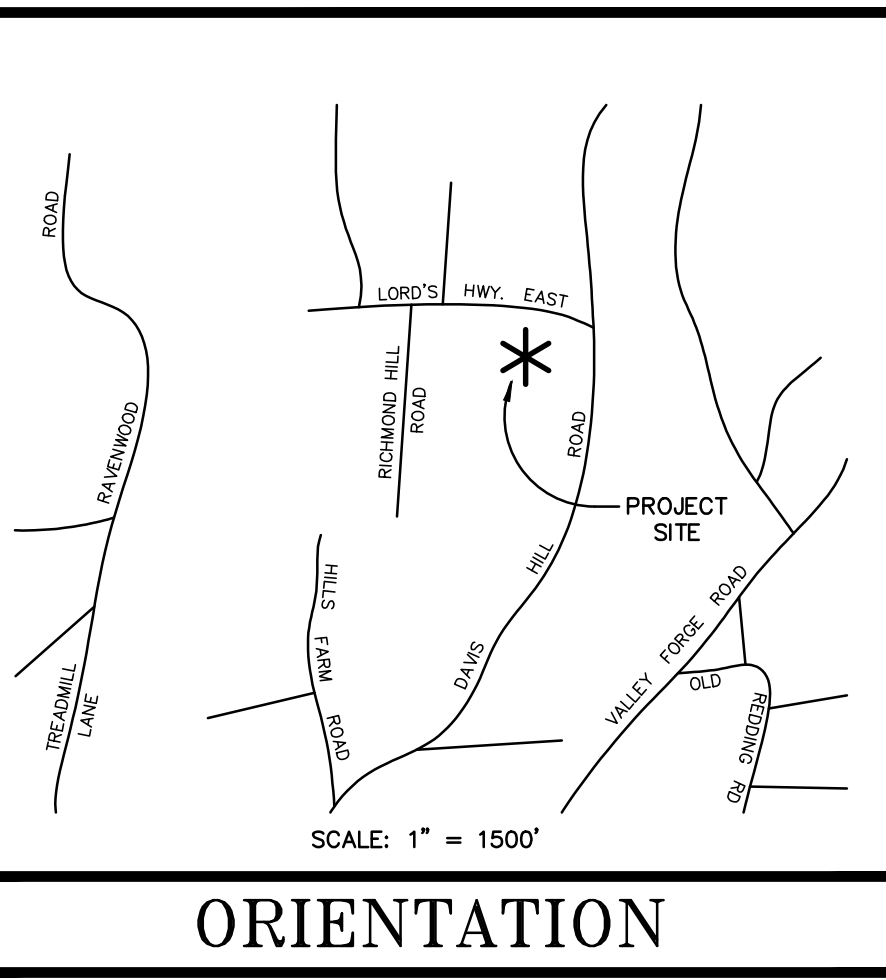 ROAD
RAVENWOOD
TREADMILL
LANE
LORD'S HWY. EAST
RICHMOND HILL
ROAD
HILLS FARM ROAD
DAVIS HILL ROAD
PROJECT
SITE
VALLEY FORGE ROAD
OLD REDDING RD
SCALE: 1" = 1500'
ORIENTATION